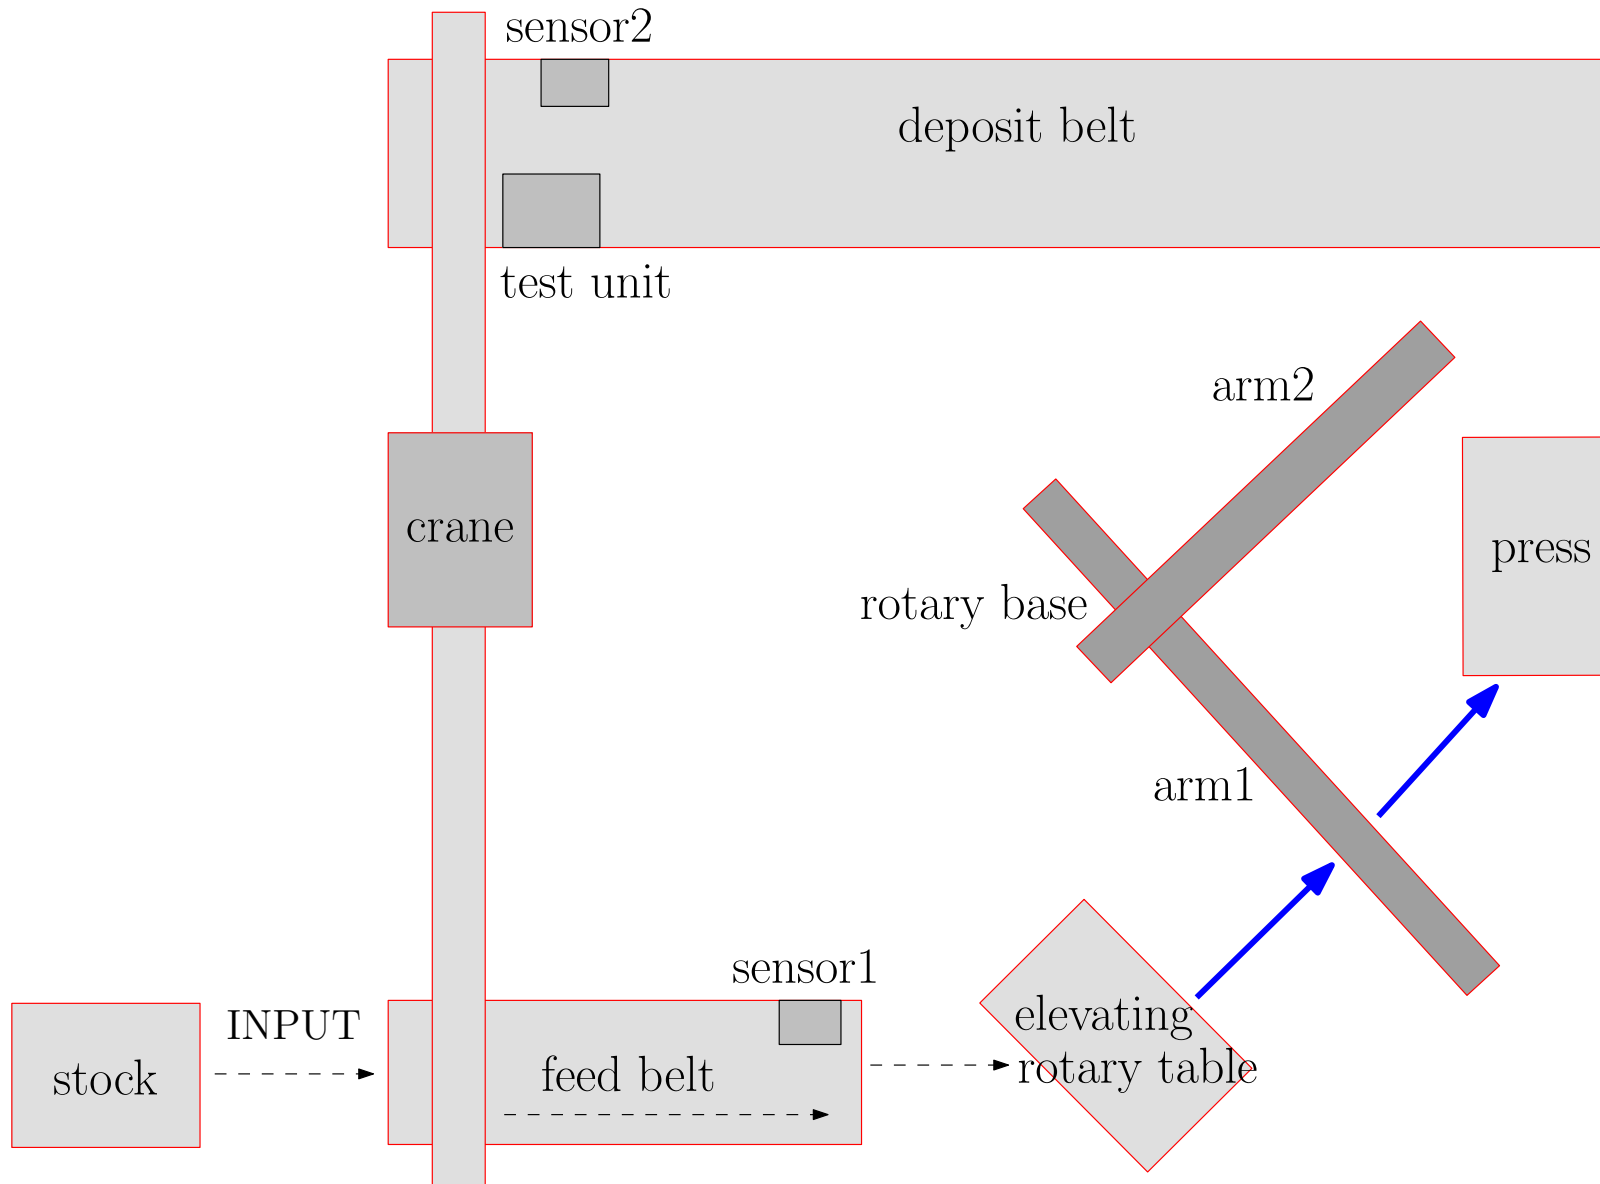 sensor2
deposit belt
test unit
arm2
crane
press
rotary base
arm1
sensor1
INPUT
elevating
rotary table
stock
feed belt